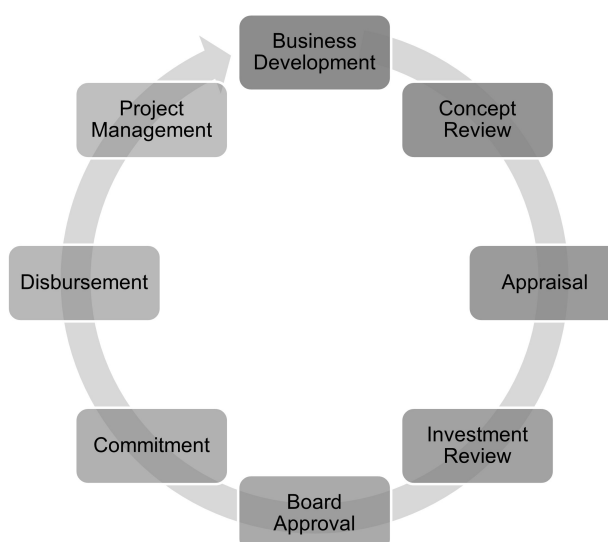 Business
Development
Concept
Review
Appraisal
Investment
Review
Board
Approval
Commitment
Disbursement
Project
Management